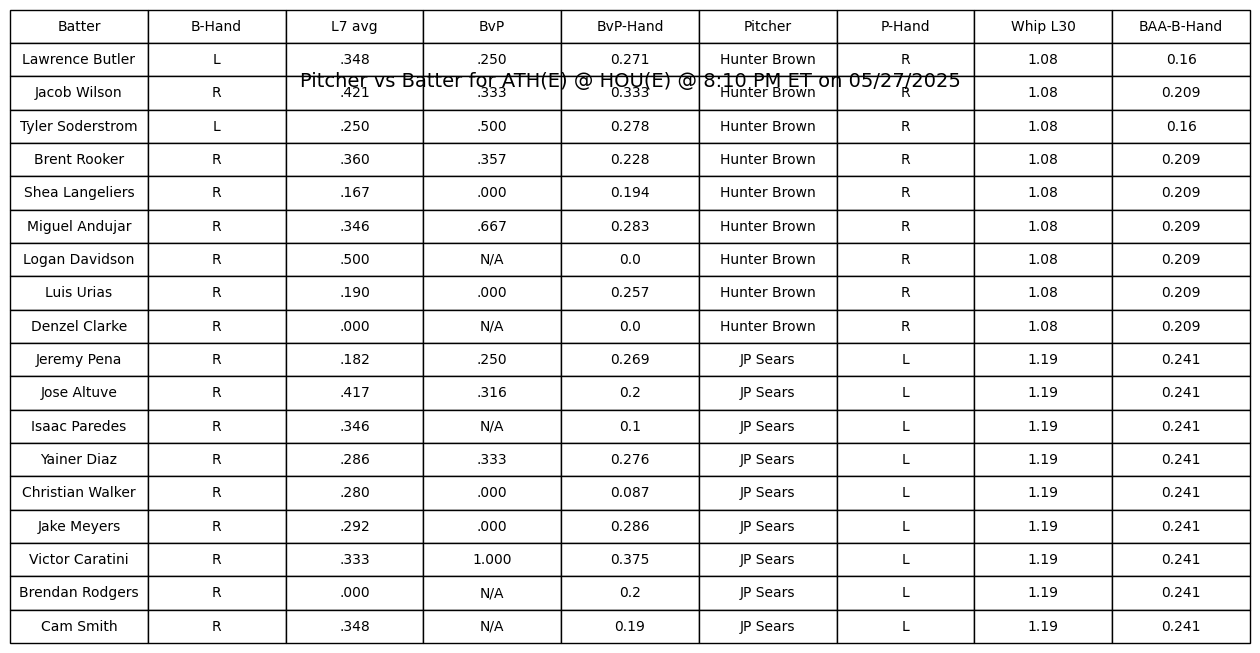 Batter B-Hand L7 avg BvP BvP-Hand Pitcher P-Hand Whip L30 BAA-B-Hand
Lawrence Butler L .348 .250 0.271 Hunter Brown R 1.08 0.16
Pitcher vs Batter for ATH(E) @ HOU(E) @ 8:10 PM ET on 05/27/2025
Jacob Wilson R .421 .333 0.333 Hunter Brown R 1.08 0.209
Tyler Soderstrom L .250 .500 0.278 Hunter Brown R 1.08 0.16
Brent Rooker R .360 .357 0.228 Hunter Brown R 1.08 0.209
Shea Langeliers R .167 .000 0.194 Hunter Brown R 1.08 0.209
Miguel Andujar R .346 .667 0.283 Hunter Brown R 1.08 0.209
Logan Davidson R .500 N/A 0.0 Hunter Brown R 1.08 0.209
Luis Urias R .190 .000 0.257 Hunter Brown R 1.08 0.209
Denzel Clarke R .000 N/A 0.0 Hunter Brown R 1.08 0.209
Jeremy Pena R .182 .250 0.269 JP Sears L 1.19 0.241
Jose Altuve R .417 .316 0.2 JP Sears L 1.19 0.241
Isaac Paredes R .346 N/A 0.1 JP Sears L 1.19 0.241
Yainer Diaz R .286 .333 0.276 JP Sears L 1.19 0.241
Christian Walker R .280 .000 0.087 JP Sears L 1.19 0.241
Jake Meyers R .292 .000 0.286 JP Sears L 1.19 0.241
Victor Caratini R .333 1.000 0.375 JP Sears L 1.19 0.241
Brendan Rodgers R .000 N/A 0.2 JP Sears L 1.19 0.241
Cam Smith R .348 N/A 0.19 JP Sears L 1.19 0.241